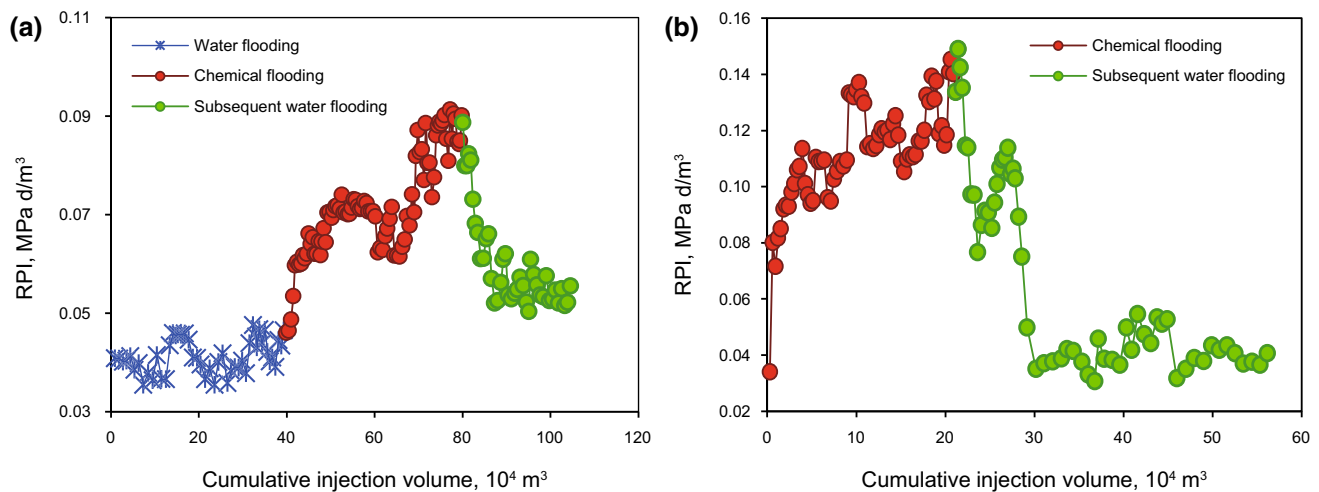 (a)
0.11
0.09
0.07
0.05
0.03
RPI, MPa d/m³
Water flooding
Chemical flooding
Subsequent water flooding
0 20 40 60 80 100 120
Cumulative injection volume, 10⁴ m³
(b)
0.16
0.14
0.12
0.10
0.08
0.06
0.04
0.02
RPI, MPa d/m³
Chemical flooding
Subsequent water flooding
0 10 20 30 40 50 60
Cumulative injection volume, 10⁴ m³